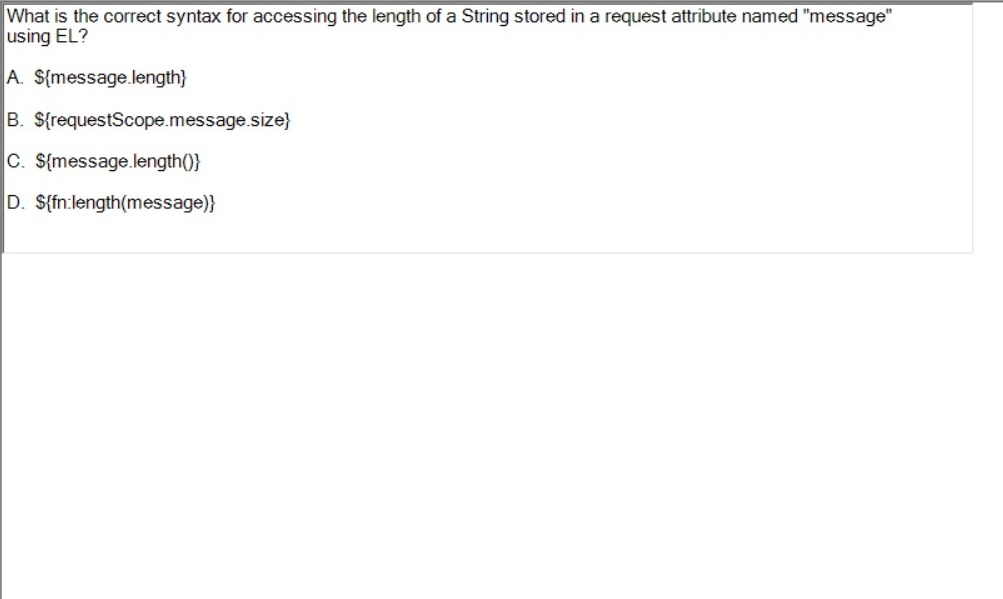 What is the correct syntax for accessing the length of a String stored in a request attribute named "message"
using EL?
A. ${message.length}
B. ${requestScope.message.size}
C. ${message.length()}
D. ${fn:length(message)}